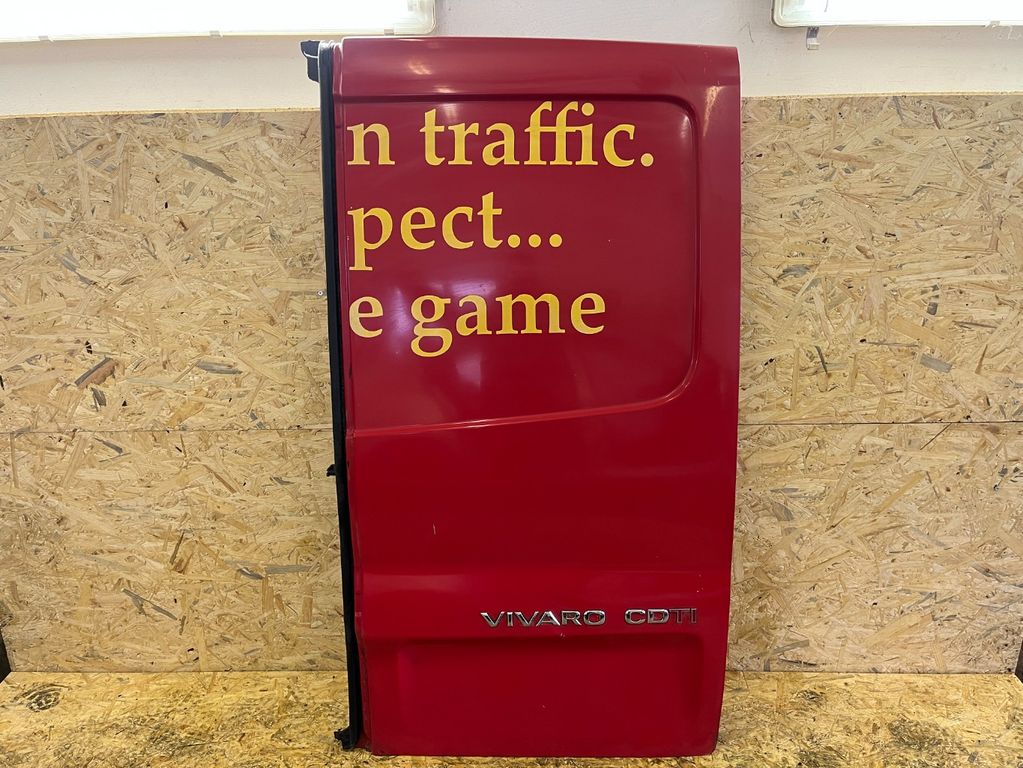 n traffic.
pect...
e game
VIVARO CDTI